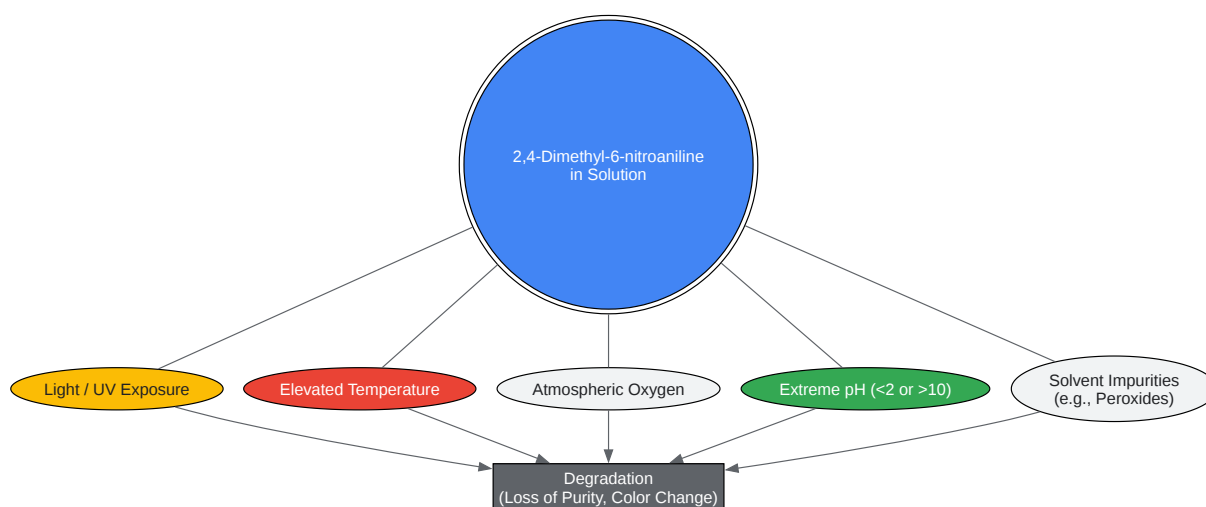 2,4-Dimethyl-6-nitroaniline
in Solution
Light / UV Exposure
Elevated Temperature
Atmospheric Oxygen
Extreme pH (<2 or >10)
Solvent Impurities
(e.g., Peroxides)
Degradation
(Loss of Purity, Color Change)